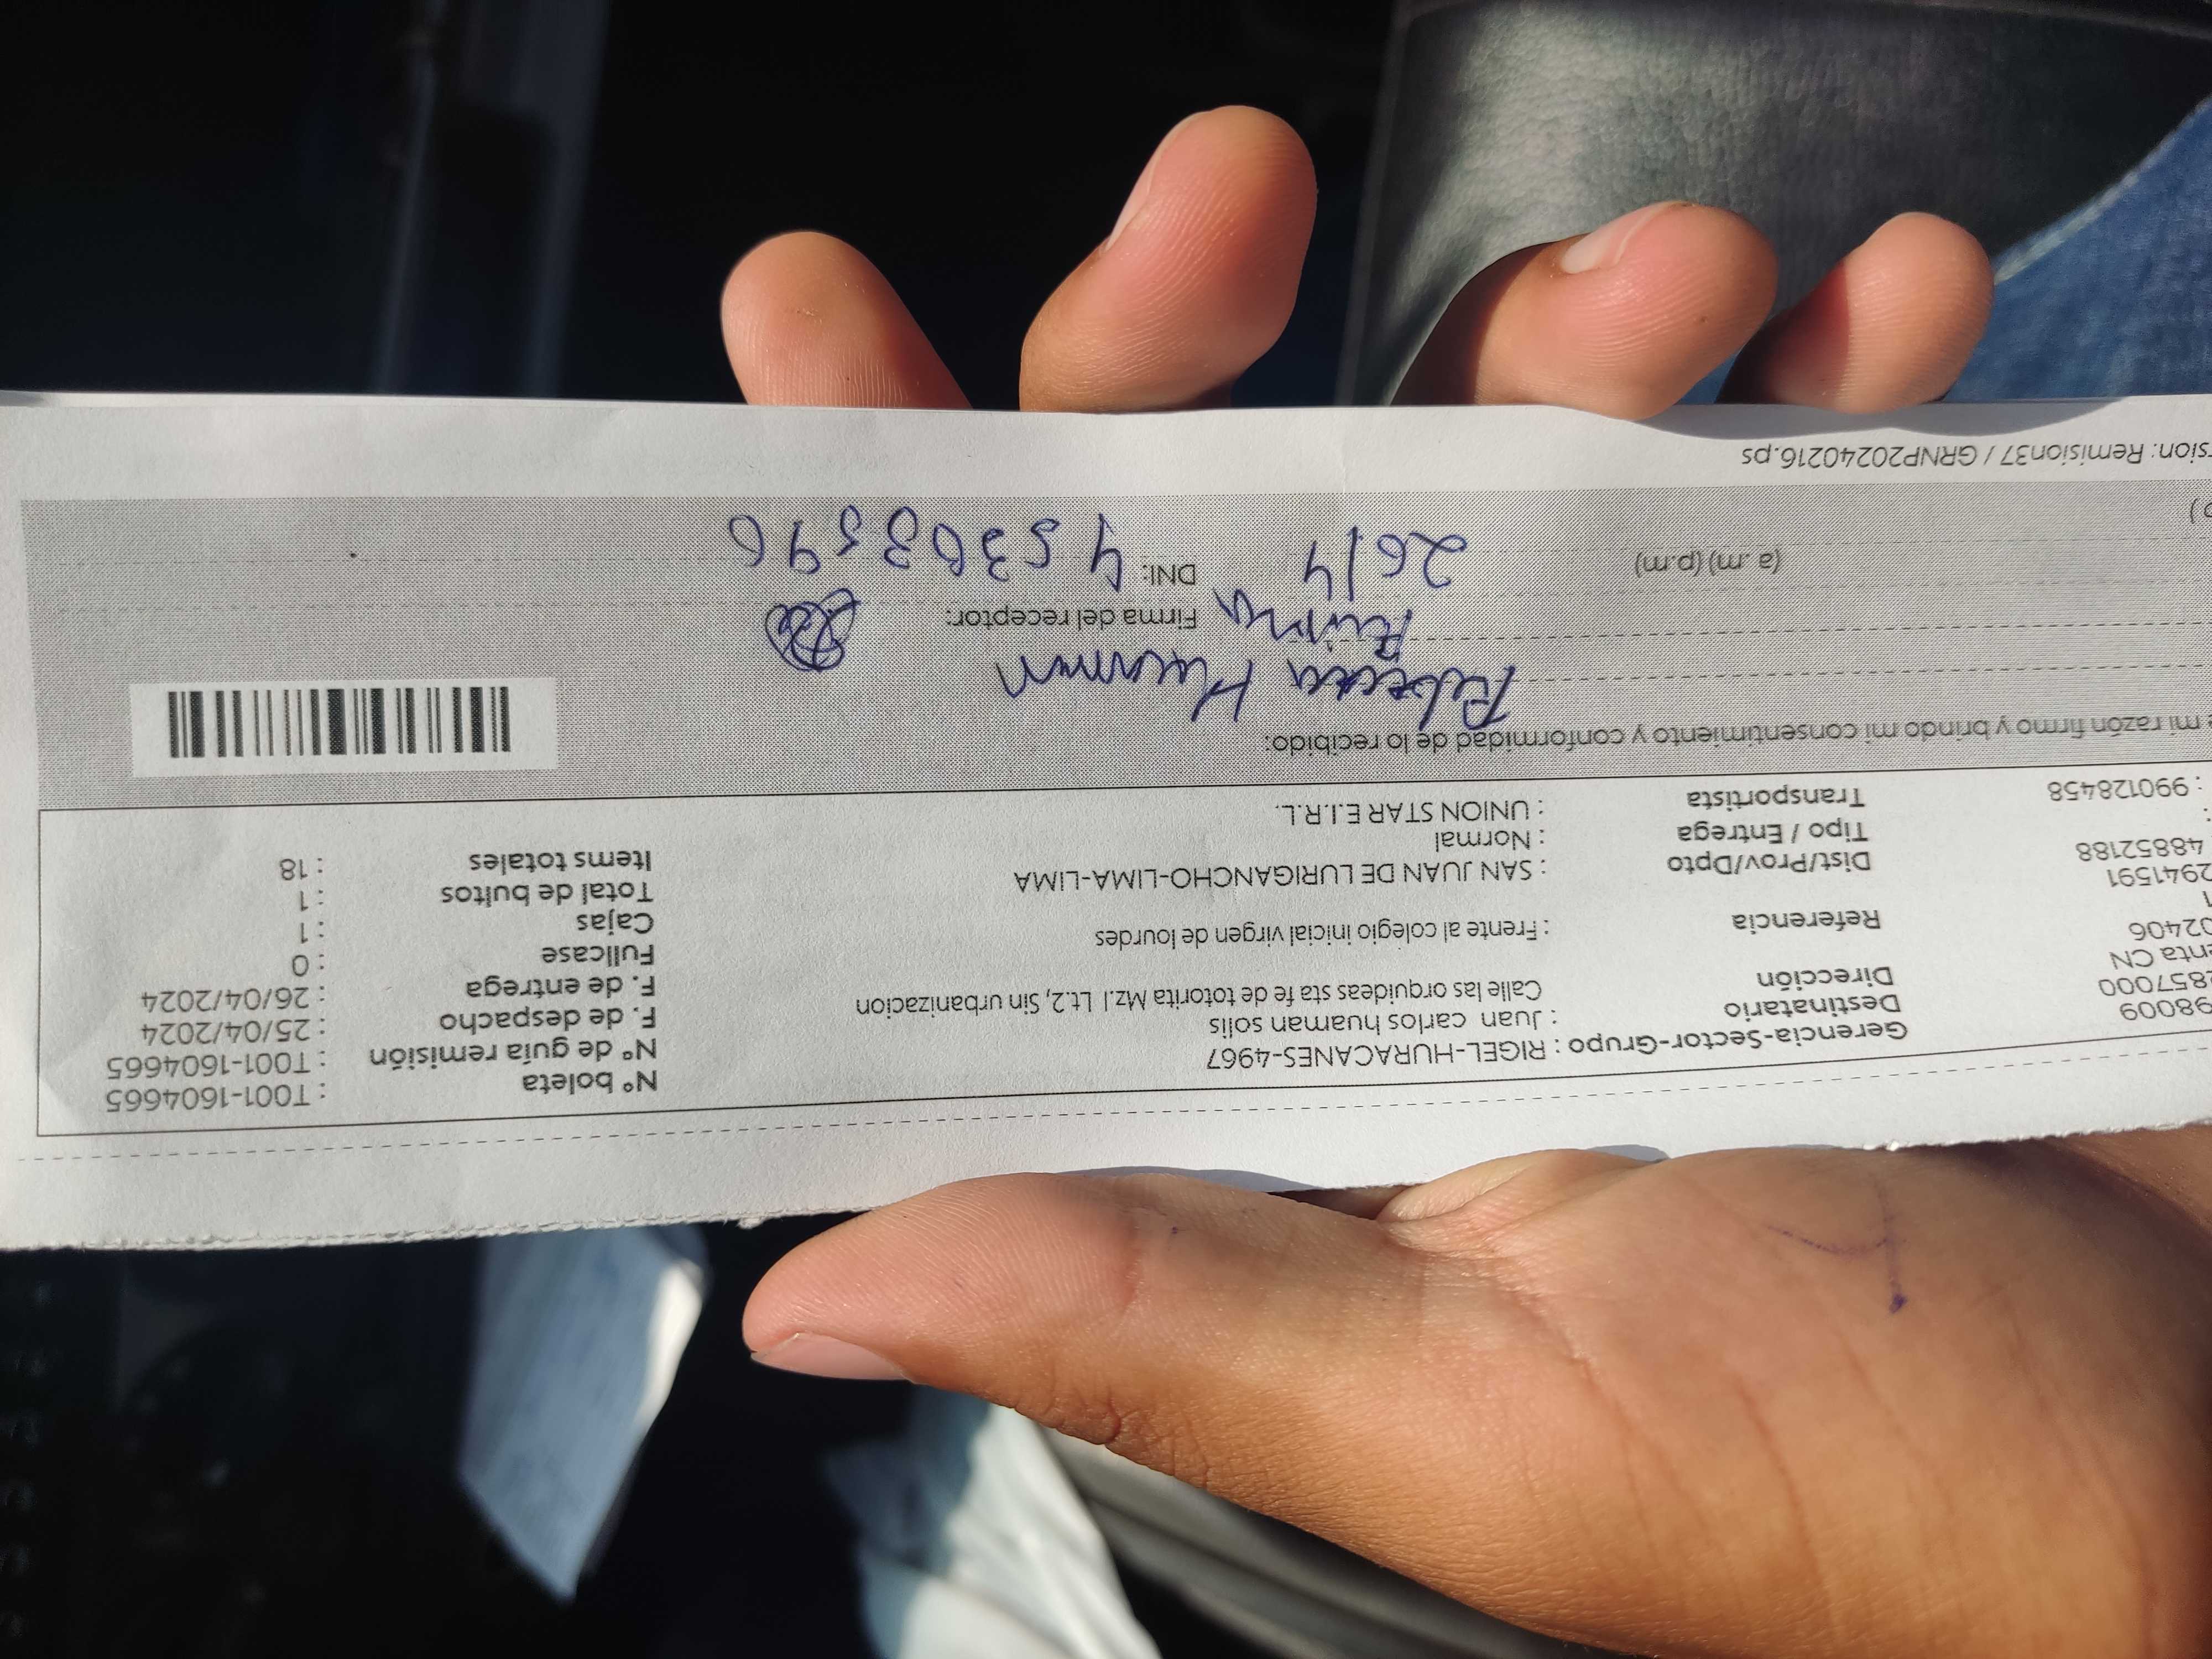 98009 Gerencia-Sector-Grupo : RIGEL-HURACANES-4967 Nº boleta : T001-1604665
2857000 Destinatario : Juan carlos huaman solis Nº de guía remisión : T001-1604665
enta CN Dirección Calle las orquideas sta fe de totorita Mz.I Lt.2, Sin urbanizacion F. de despacho : 25/04/2024
02406 Referencia : Frente al colegio inicial virgen de lourdes F. de entrega : 26/04/2024
1 Fullcase : 0
2941591 Dist/Prov/Dpto : SAN JUAN DE LURIGANCHO-LIMA-LIMA Cajas : 1
48852188 Tipo / Entrega : Normal Total de bultos : 1
: Transportista : UNION STAR E.I.R.L. Items totales : 18
: 990128458
e mi razón firmo y brindo mi consentimiento y conformidad de lo recibido:
Rebeca Huaman
Firma del receptor:
(a .m) (p.m) 26/4 DNI:
rsion: Remision37 / GRNP20240216.ps